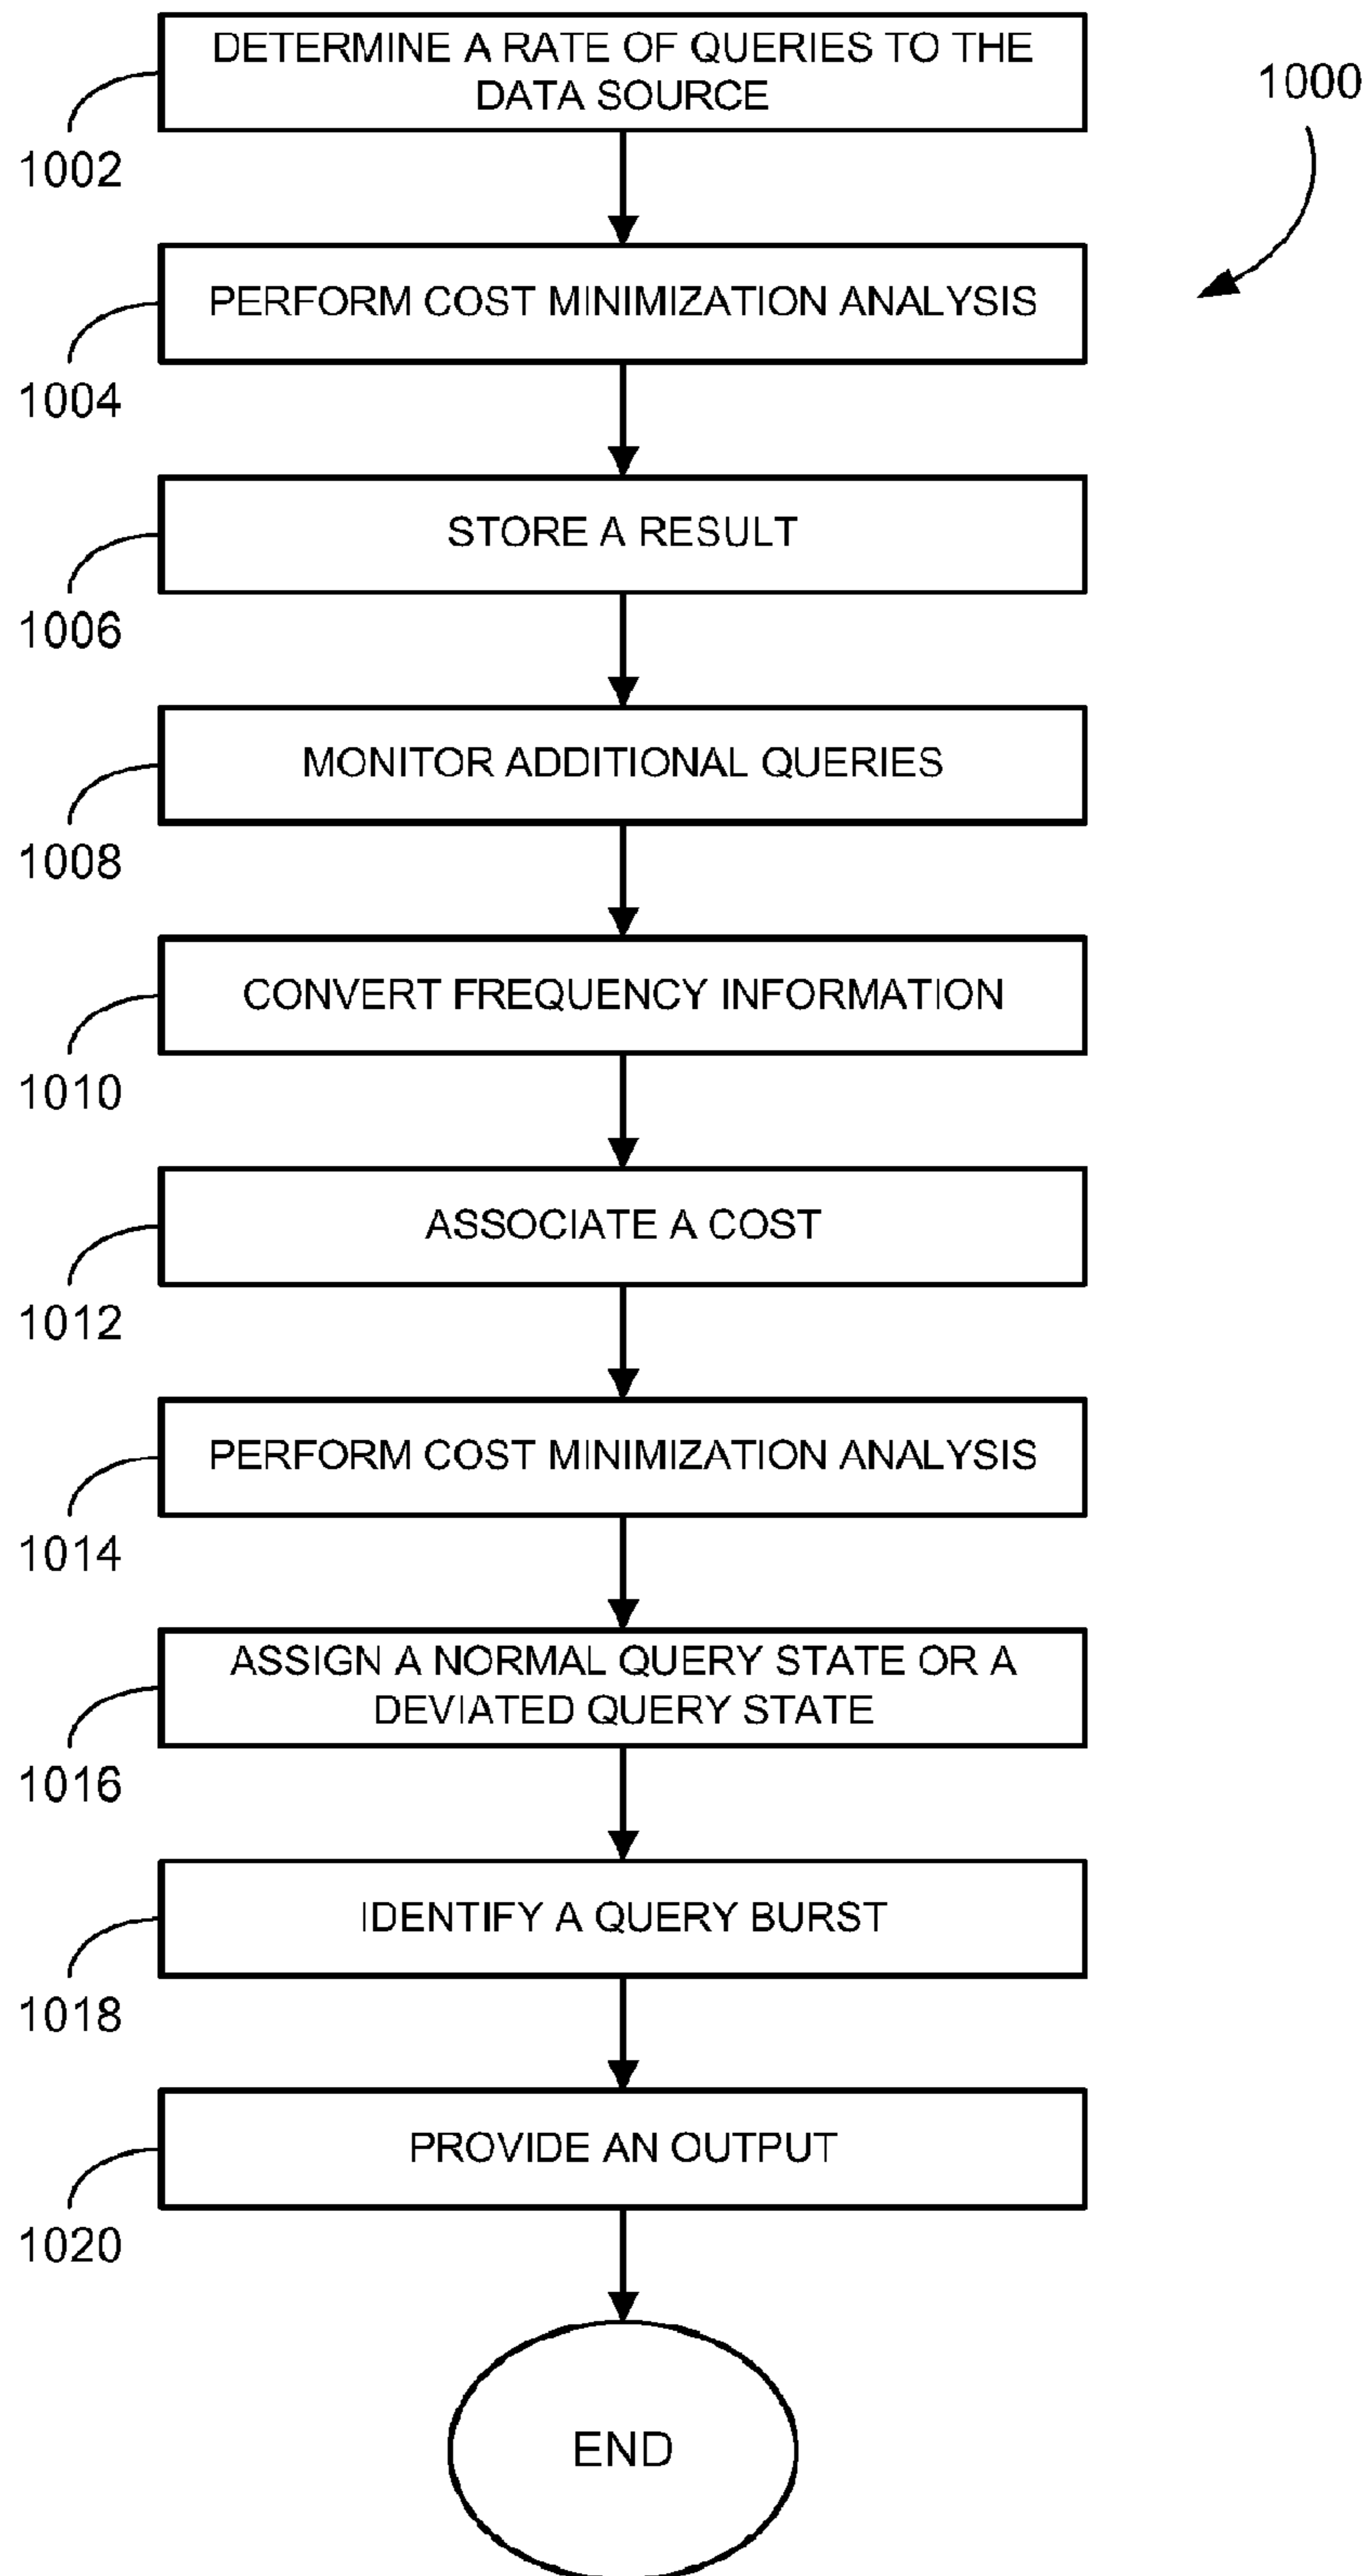 DETERMINE A RATE OF QUERIES TO THE
DATA SOURCE
1000
1002
PERFORM COST MINIMIZATION ANALYSIS
1004
STORE A RESULT
1006
MONITOR ADDITIONAL QUERIES
1008
CONVERT FREQUENCY INFORMATION
1010
ASSOCIATE A COST
1012
PERFORM COST MINIMIZATION ANALYSIS
1014
ASSIGN A NORMAL QUERY STATE OR A
DEVIATED QUERY STATE
1016
IDENTIFY A QUERY BURST
1018
PROVIDE AN OUTPUT
1020
END